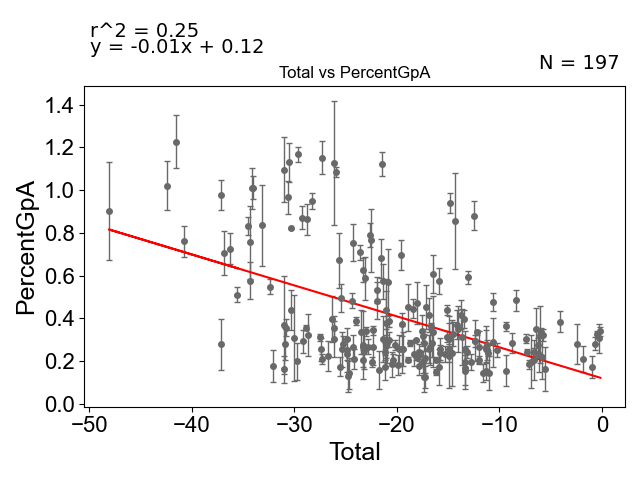 r^2 = 0.25
y = -0.01x + 0.12
N = 197
Total vs PercentGpA
PercentGpA
1.4
1.2
1.0
0.8
0.6
0.4
0.2
0.0
−50 −40 −30 −20 −10 0
Total